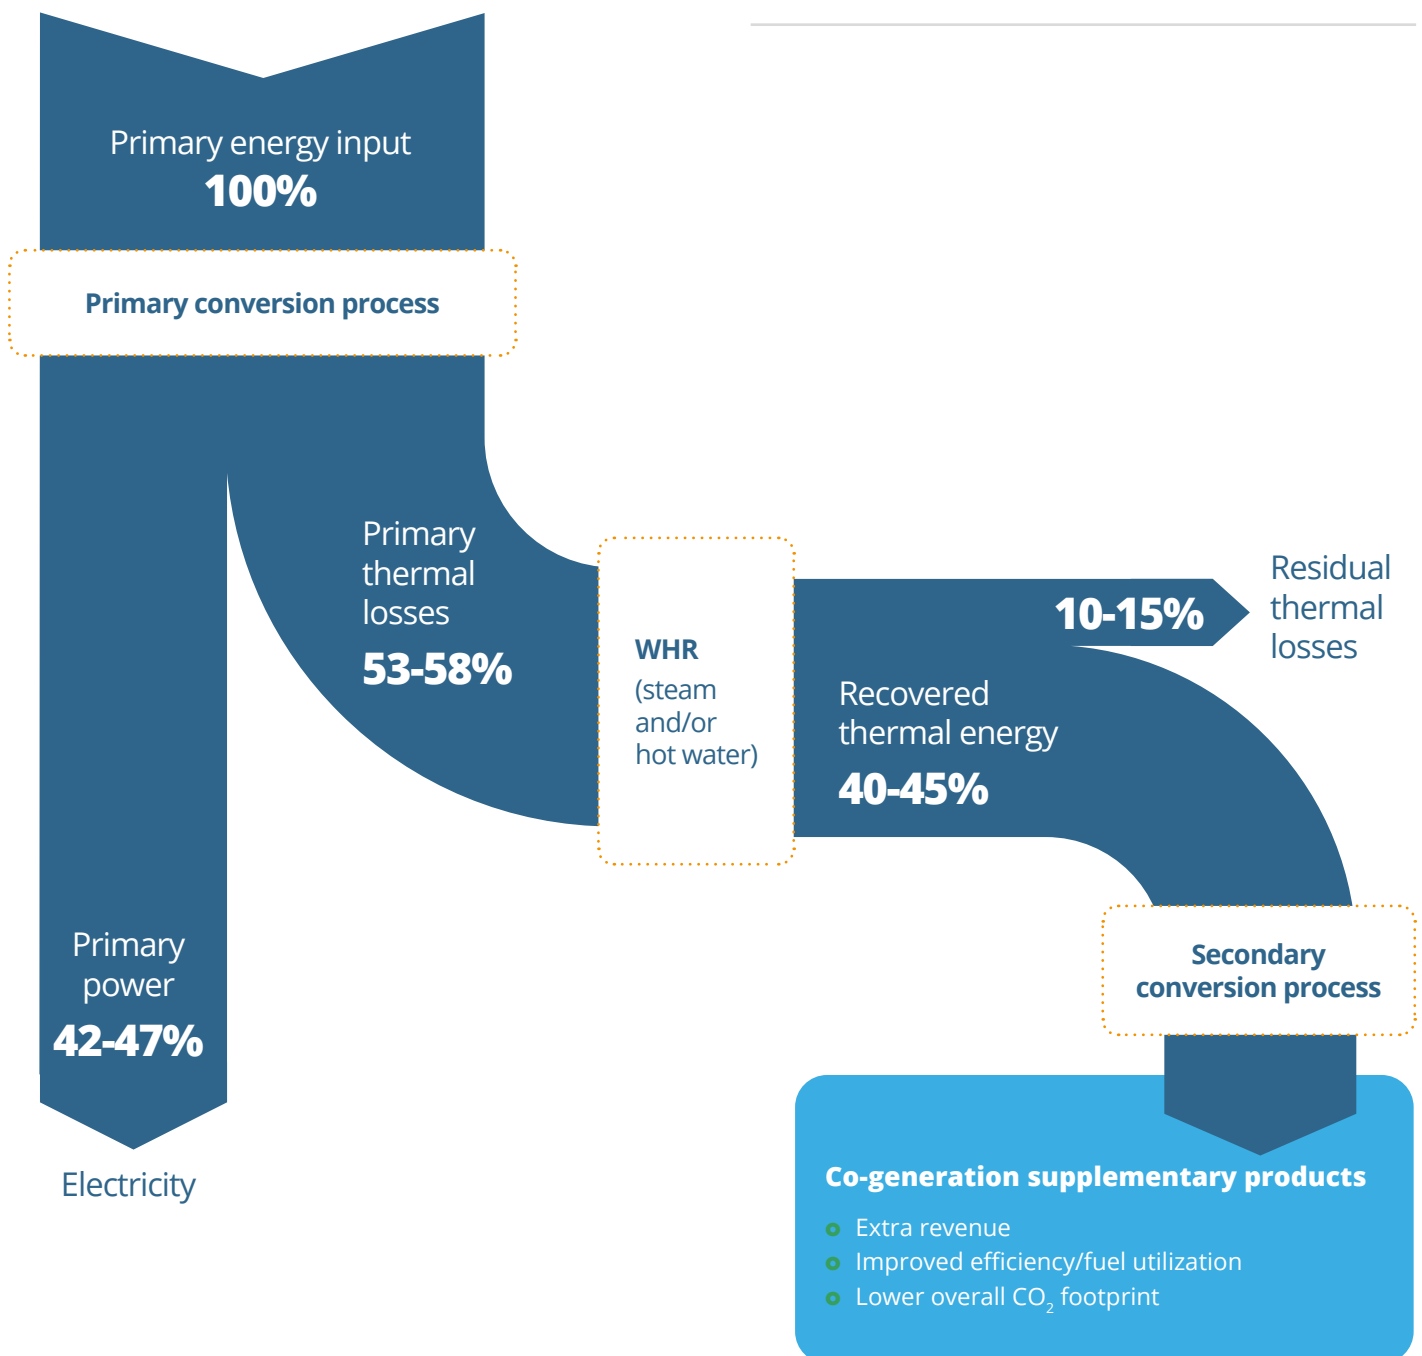 Primary energy input
100%
Primary conversion process
Primary
thermal
losses
53-58%
WHR
(steam
and/or
hot water)
10-15%
Residual
thermal
losses
Recovered
thermal energy
40-45%
Primary
power
42-47%
Electricity
Secondary
conversion process
Co-generation supplementary products
Extra revenue
Improved efficiency/fuel utilization
Lower overall CO₂ footprint